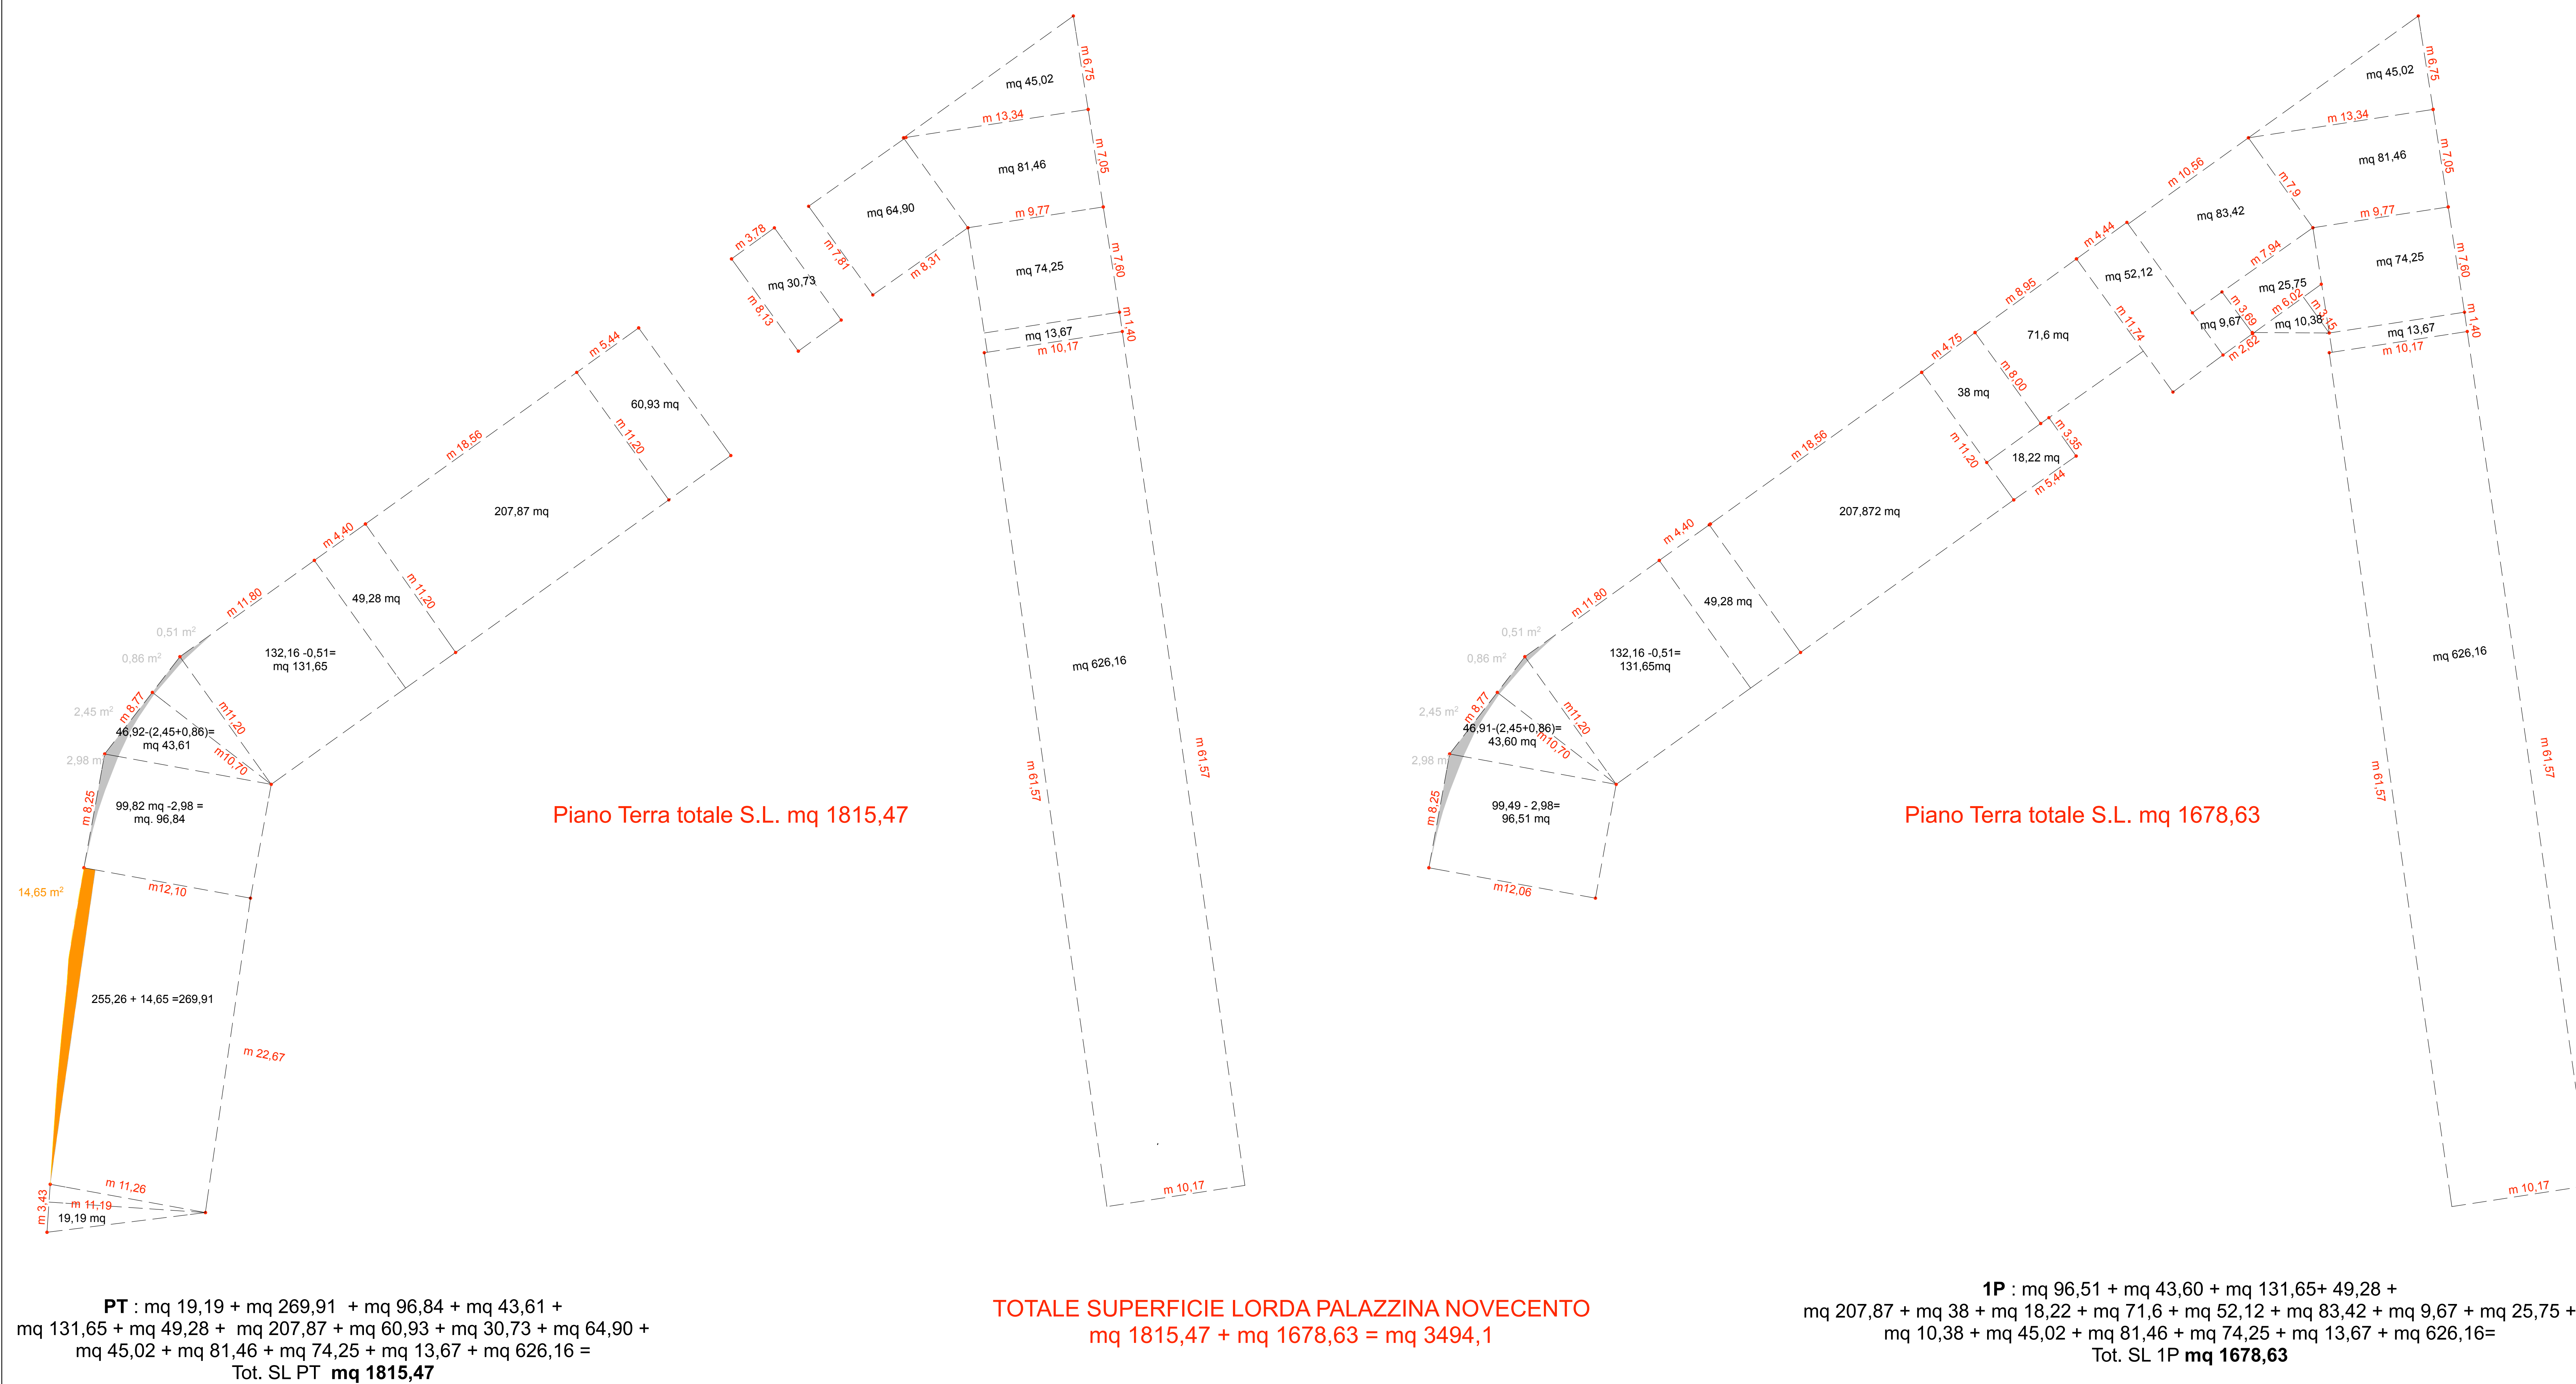 m 6,75
mq 45,02
m 13,34
m 7,05
mq 81,46
mq 64,90
m 9,77
m 3,78
m 7,81
m 8,31
mq 30,73
m 8,13
mq 74,25
m 7,60
m 1,40
mq 13,67
m 10,17
m 5,44
60,93 mq
m 11,20
m 18,56
207,87 mq
m 4,40
49,28 mq
m 11,20
m 11,80
0,51 m²
132,16 -0,51=
mq 131,65
0,86 m²
m 8,77
2,45 m²
m11,20
46,92-(2,45+0,86)=
mq 43,61
m10,70
2,98 m
m 8,25
99,82 mq -2,98 =
mq. 96,84
14,65 m²
m12,10
255,26 + 14,65 =269,91
m 22,67
m 11,26
m 3,43
m 11,19
19,19 mq
mq 626,16
m 61,57
m 61,57
m 10,17
Piano Terra totale S.L. mq 1815,47
m 6,75
mq 45,02
m 13,34
m 7,05
mq 81,46
m 10,56
m 7,9
mq 83,42
m 9,77
m 4,44
m 7,94
mq 52,12
mq 25,75
mq 74,25
m 7,60
m 8,95
m 11,74
m 3,69
m 6,02
m 3,15
mq 9,67
mq 10,38
m 2,62
m 1,40
mq 13,67
m 10,17
71,6 mq
m 4,75
m 8,00
38 mq
m 11,20
m 3,35
18,22 mq
m 5,44
m 18,56
207,872 mq
m 4,40
49,28 mq
m 11,80
0,51 m²
132,16 -0,51=
131,65mq
0,86 m²
m 8,77
2,45 m²
m11,20
46,91-(2,45+0,86)=
43,60 mq
m10,70
2,98 m
m 8,25
99,49 - 2,98=
96,51 mq
m12,06
mq 626,16
m 61,57
m 61,57
m 10,17
Piano Terra totale S.L. mq 1678,63
PT : mq 19,19 + mq 269,91 + mq 96,84 + mq 43,61 +
mq 131,65 + mq 49,28 + mq 207,87 + mq 60,93 + mq 30,73 + mq 64,90 +
mq 45,02 + mq 81,46 + mq 74,25 + mq 13,67 + mq 626,16 =
Tot. SL PT mq 1815,47
TOTALE SUPERFICIE LORDA PALAZZINA NOVECENTO
mq 1815,47 + mq 1678,63 = mq 3494,1
1P : mq 96,51 + mq 43,60 + mq 131,65+ 49,28 +
mq 207,87 + mq 38 + mq 18,22 + mq 71,6 + mq 52,12 + mq 83,42 + mq 9,67 + mq 25,75 +
mq 10,38 + mq 45,02 + mq 81,46 + mq 74,25 + mq 13,67 + mq 626,16=
Tot. SL 1P mq 1678,63